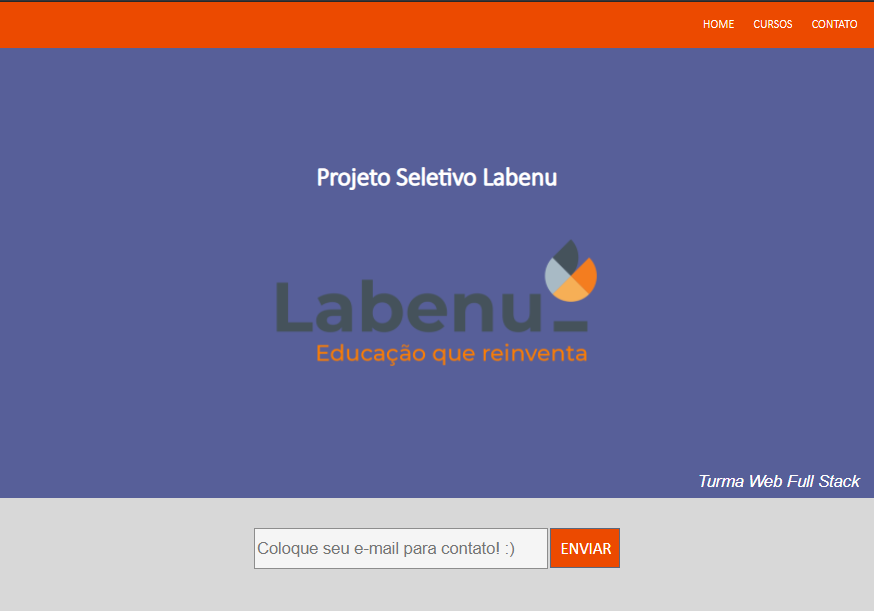 HOME CURSOS CONTATO
Projeto Seletivo Labenu
Labenu_
Educação que reinventa
Turma Web Full Stack
Coloque seu e-mail para contato! :) ENVIAR